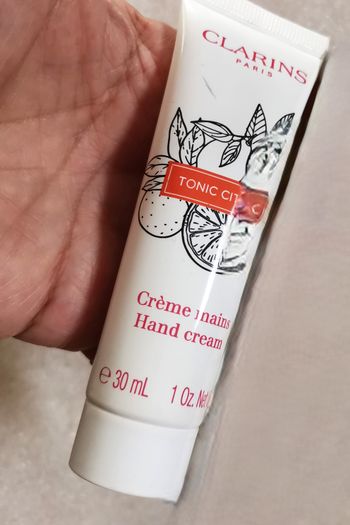 CLARINS
PARIS
TONIC
Crème mains
Hand cream
℮ 30 mL 1 Oz. Net